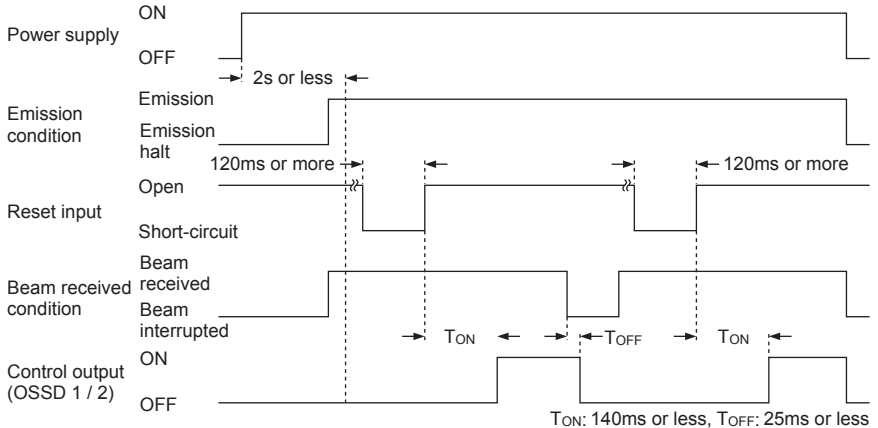 Power supply
ON
OFF
2s or less
Emission condition
Emission
Emission halt
120ms or more
120ms or more
Reset input
Open
Short-circuit
Beam received condition
Beam received
Beam interrupted
TON
TOFF
TON
Control output (OSSD 1 / 2)
ON
OFF
TON: 140ms or less, TOFF: 25ms or less